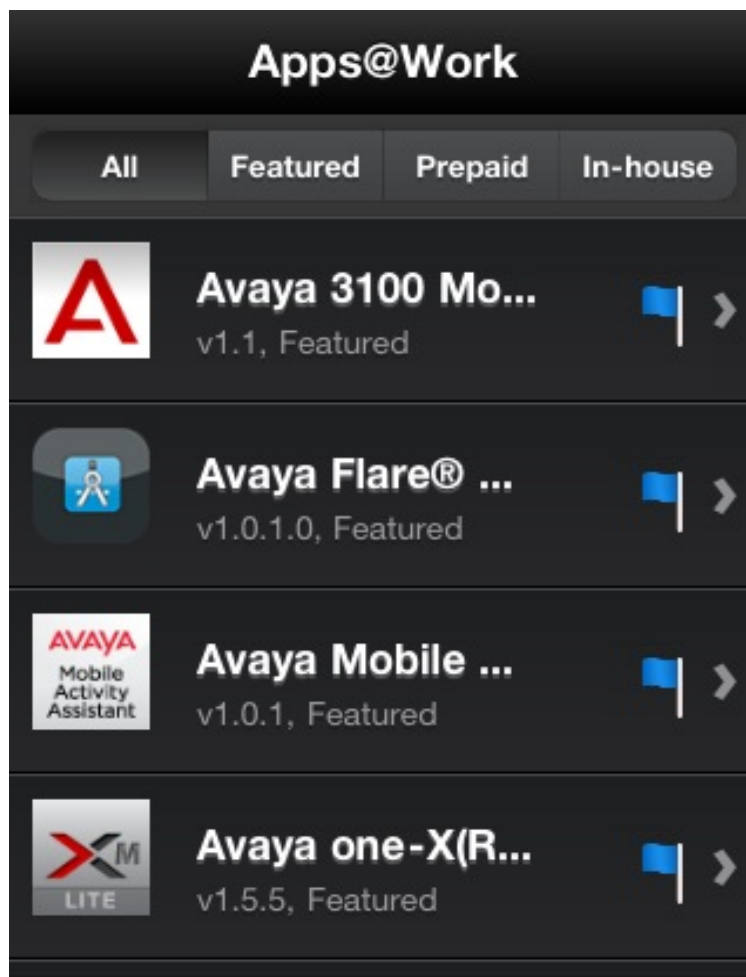 Apps@Work
All Featured Prepaid In-house
Avaya 3100 Mo...
v1.1, Featured
Avaya Flare® ...
v1.0.1.0, Featured
AVAYA
Mobile
Activity
Assistant
Avaya Mobile ...
v1.0.1, Featured
XM
LITE
Avaya one-X(R...
v1.5.5, Featured